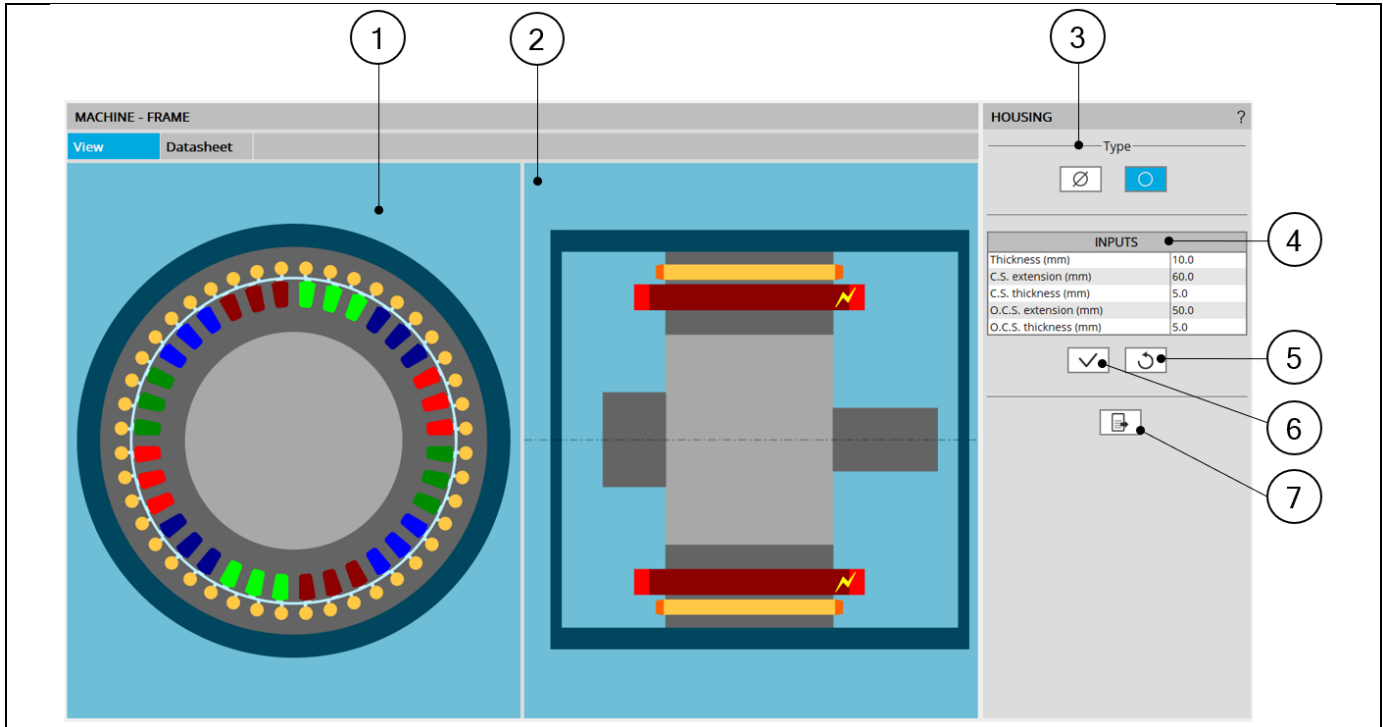 1
2
3
MACHINE - FRAME
View
Datasheet
HOUSING
?
Type
INPUTS
4
Thickness (mm) 10.0
C.S. extension (mm) 60.0
C.S. thickness (mm) 5.0
O.C.S. extension (mm) 50.0
O.C.S. thickness (mm) 5.0
5
6
7